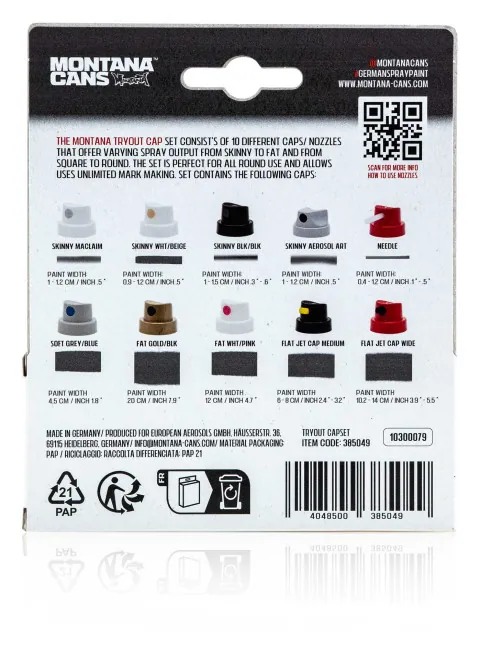 MONTANA
CANS
@MONTANACANS
#GERMANSPRAYPAINT
WWW.MONTANA-CANS.COM
SCAN FOR MORE INFO
HOW TO USE NOZZLES
THE MONTANA TRYOUT CAP SET CONSIST'S OF 10 DIFFERENT CAPS/ NOZZLES
THAT OFFER VARYING SPRAY OUTPUT FROM SKINNY TO FAT AND FROM
SQUARE TO ROUND. THE SET IS PERFECT FOR ALL ROUND USE AND ALLOWS
USES UNLIMITED MARK MAKING. SET CONTAINS THE FOLLOWING CAPS:
SKINNY MACLAIM
PAINT WIDTH
1 - 1.2 CM / INCH .5"
SKINNY WHT/BEIGE
PAINT WIDTH:
0.9 - 1.2 CM / INCH .5"
SKINNY BLK/BLK
PAINT WIDTH:
1 - 1.5 CM / INCH .3" - .6"
SKINNY AEROSOL ART
PAINT WIDTH:
1 - 1.2 CM / INCH .5"
NEEDLE
PAINT WIDTH:
0.4 - 1.2 CM / INCH .1" - .5"
SOFT GREY/BLUE
PAINT WIDTH
4.5 CM / INCH 1.8"
FAT GOLD/BLK
PAINT WIDTH
20 CM / INCH 7.9"
FAT WHT/PINK
PAINT WIDTH
12 CM / INCH 4.7"
FLAT JET CAP MEDIUM
PAINT WIDTH
6 - 8 CM / INCH 2.4" - 3.2"
FLAT JET CAP WIDE
PAINT WIDTH
10.2 - 14 CM / INCH 3.9" - 5.5"
MADE IN GERMANY/ PRODUCED FOR EUROPEAN AEROSOLS GMBH, HÄUSSERSTR. 36,
69115 HEIDELBERG, GERMANY/ INFO@MONTANA-CANS.COM/ MATERIAL PACKAGING
PAP / RICICLAGGIO: RACCOLTA DIFFERENCIATA: PAP 21
TRYOUT CAPSET
ITEM CODE: 385049
10300079
21
PAP
FR
4048500 385049